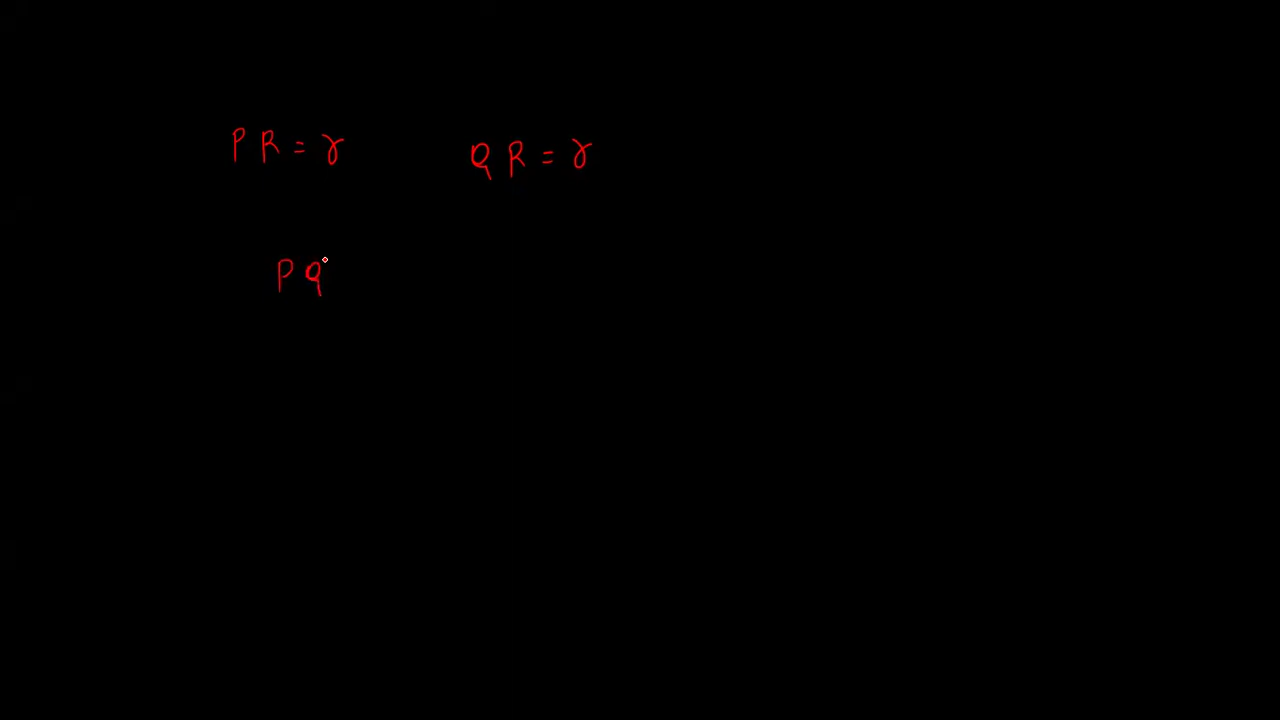 PR = r QR = r
PQ